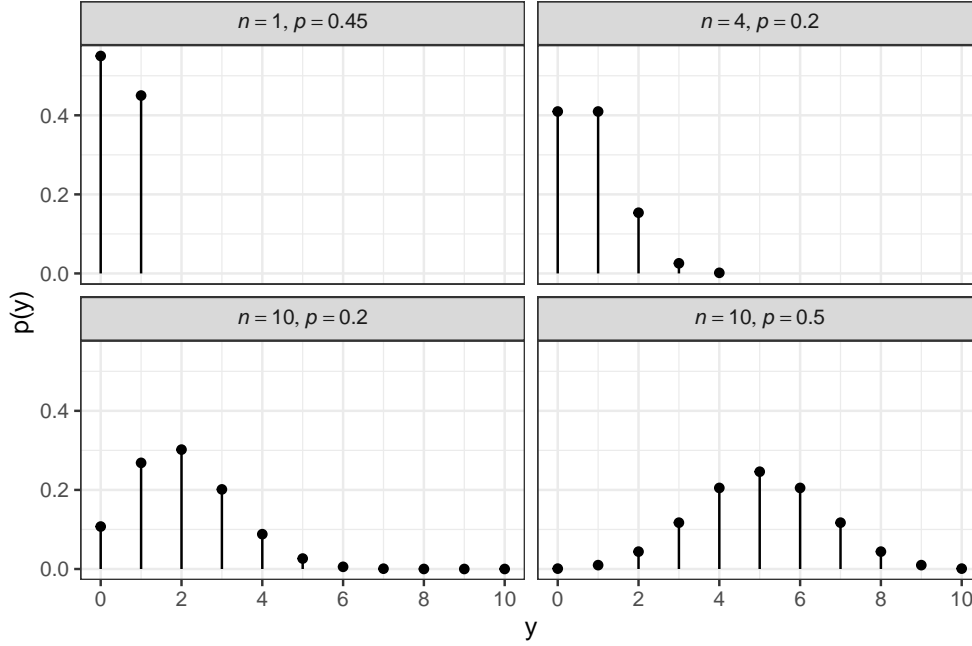 n = 1, p = 0.45
n = 4, p = 0.2
0.4
0.2
0.0
p(y)
n = 10, p = 0.2
n = 10, p = 0.5
0.4
0.2
0.0
0 2 4 6 8 10
0 2 4 6 8 10
y